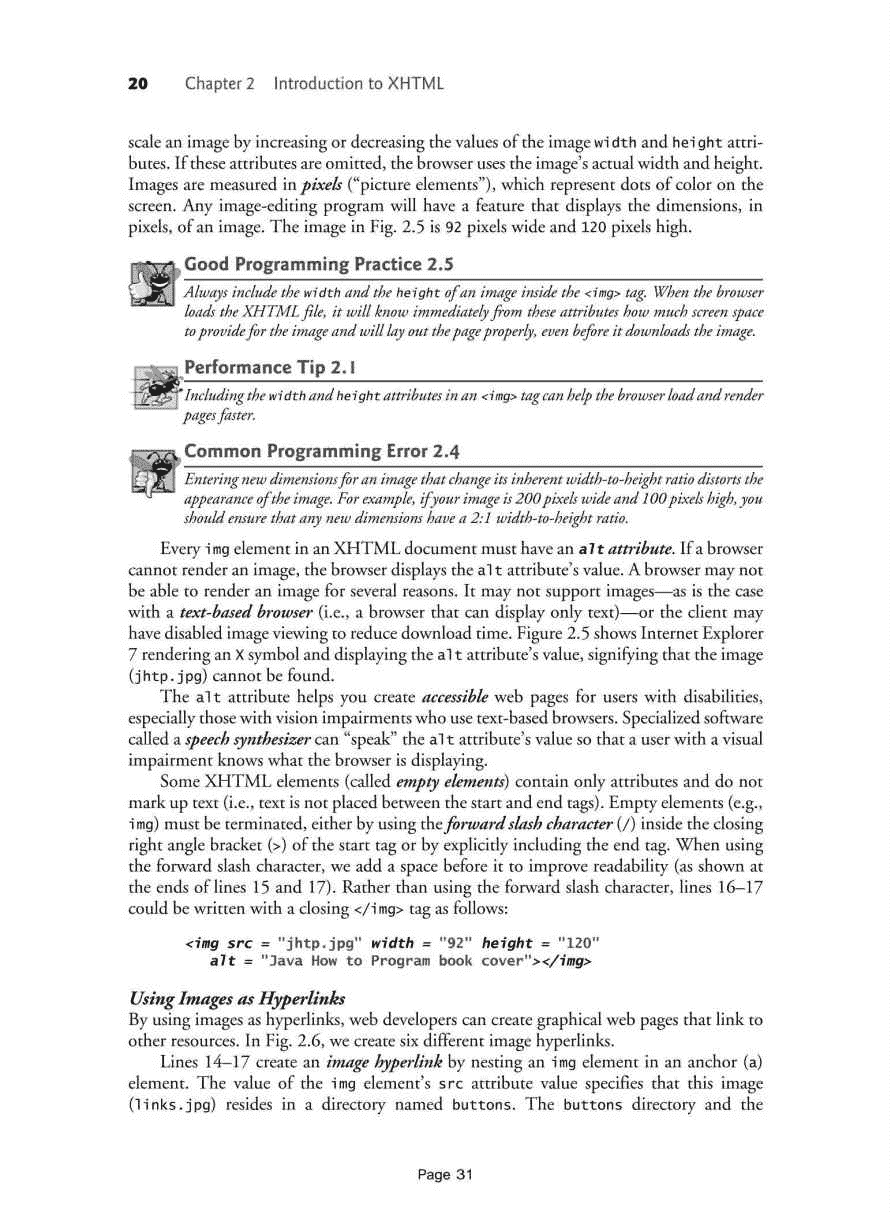 20 Chapter 2 Introduction to XHTML
scale an image by increasing or decreasing the values of the image width and height attri-
butes. If these attributes are omitted, the browser uses the image's actual width and height.
Images are measured in pixels (“picture elements”), which represent dots of color on the
screen. Any image-editing program will have a feature that displays the dimensions, in
pixels, of an image. The image in Fig. 2.5 is 92 pixels wide and 120 pixels high.
Good Programming Practice 2.5
Always include the width and the height of an image inside the <img> tag. When the browser
loads the XHTML file, it will know immediately from these attributes how much screen space
to provide for the image and will lay out the page properly, even before it downloads the image.
Performance Tip 2.1
Including the width and height attributes in an <img> tag can help the browser load and render
pages faster.
Common Programming Error 2.4
Entering new dimensions for an image that change its inherent width-to-height ratio distorts the
appearance of the image. For example, if your image is 200 pixels wide and 100 pixels high, you
should ensure that any new dimensions have a 2:1 width-to-height ratio.
Every img element in an XHTML document must have an alt attribute. If a browser
cannot render an image, the browser displays the alt attribute's value. A browser may not
be able to render an image for several reasons. It may not support images—as is the case
with a text-based browser (i.e., a browser that can display only text)—or the client may
have disabled image viewing to reduce download time. Figure 2.5 shows Internet Explorer
7 rendering an X symbol and displaying the alt attribute's value, signifying that the image
(jhtp.jpg) cannot be found.
The alt attribute helps you create accessible web pages for users with disabilities,
especially those with vision impairments who use text-based browsers. Specialized software
called a speech synthesizer can “speak” the alt attribute's value so that a user with a visual
impairment knows what the browser is displaying.
Some XHTML elements (called empty elements) contain only attributes and do not
mark up text (i.e., text is not placed between the start and end tags). Empty elements (e.g.,
img) must be terminated, either by using the forward slash character (/) inside the closing
right angle bracket (>) of the start tag or by explicitly including the end tag. When using
the forward slash character, we add a space before it to improve readability (as shown at
the ends of lines 15 and 17). Rather than using the forward slash character, lines 16–17
could be written with a closing </img> tag as follows:
<img src = "jhtp.jpg" width = "92" height = "120"
alt = "Java How to Program book cover"></img>
Using Images as Hyperlinks
By using images as hyperlinks, web developers can create graphical web pages that link to
other resources. In Fig. 2.6, we create six different image hyperlinks.
Lines 14–17 create an image hyperlink by nesting an img element in an anchor (a)
element. The value of the img element's src attribute value specifies that this image
(links.jpg) resides in a directory named buttons. The buttons directory and the
Page 31